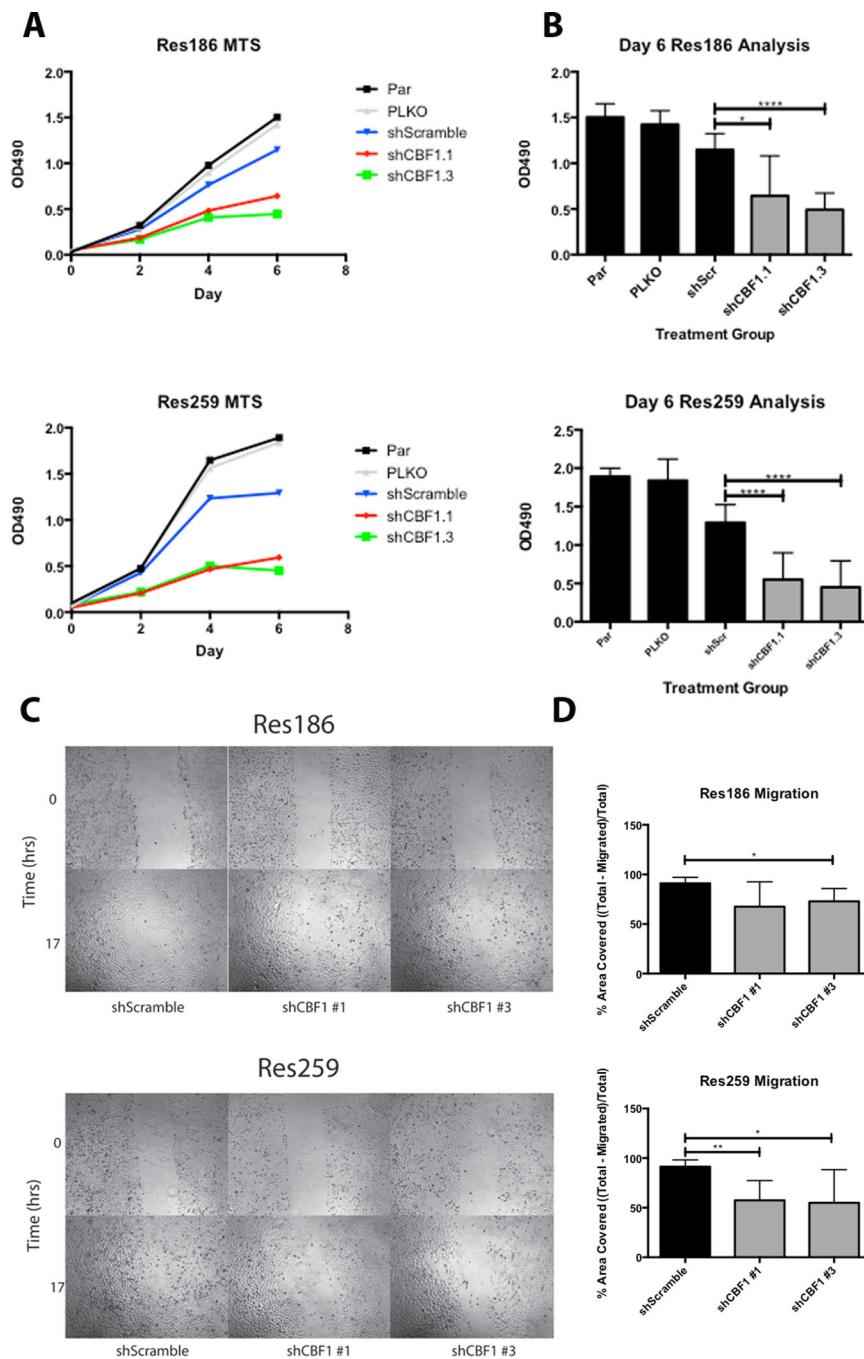 A
Res186 MTS
OD490
2.0
1.5
1.0
0.5
0.0
0 2 4 6 8
Day
Par
PLKO
shScramble
shCBF1.1
shCBF1.3
B
Day 6 Res186 Analysis
OD490
2.0
1.5
1.0
0.5
0.0
****
*
Par PLKO shScr shCBF1.1 shCBF1.3
Treatment Group
Res259 MTS
OD490
2.0
1.5
1.0
0.5
0.0
0 2 4 6 8
Day
Par
PLKO
shScramble
shCBF1.1
shCBF1.3
Day 6 Res259 Analysis
OD490
2.5
2.0
1.5
1.0
0.5
0.0
****
****
Par PLKO shScr shCBF1.1 shCBF1.3
Treatment Group
C
Res186
Time (hrs)
0
17
shScramble shCBF1 #1 shCBF1 #3
D
Res186 Migration
% Area Covered ((Total - Migrated)/Total)
150
100
50
0
*
shScramble shCBF1 #1 shCBF1 #3
Res259
Time (hrs)
0
17
shScramble shCBF1 #1 shCBF1 #3
Res259 Migration
% Area Covered ((Total - Migrated)/Total)
150
100
50
0
*
**
shScramble shCBF1 #1 shCBF1 #3